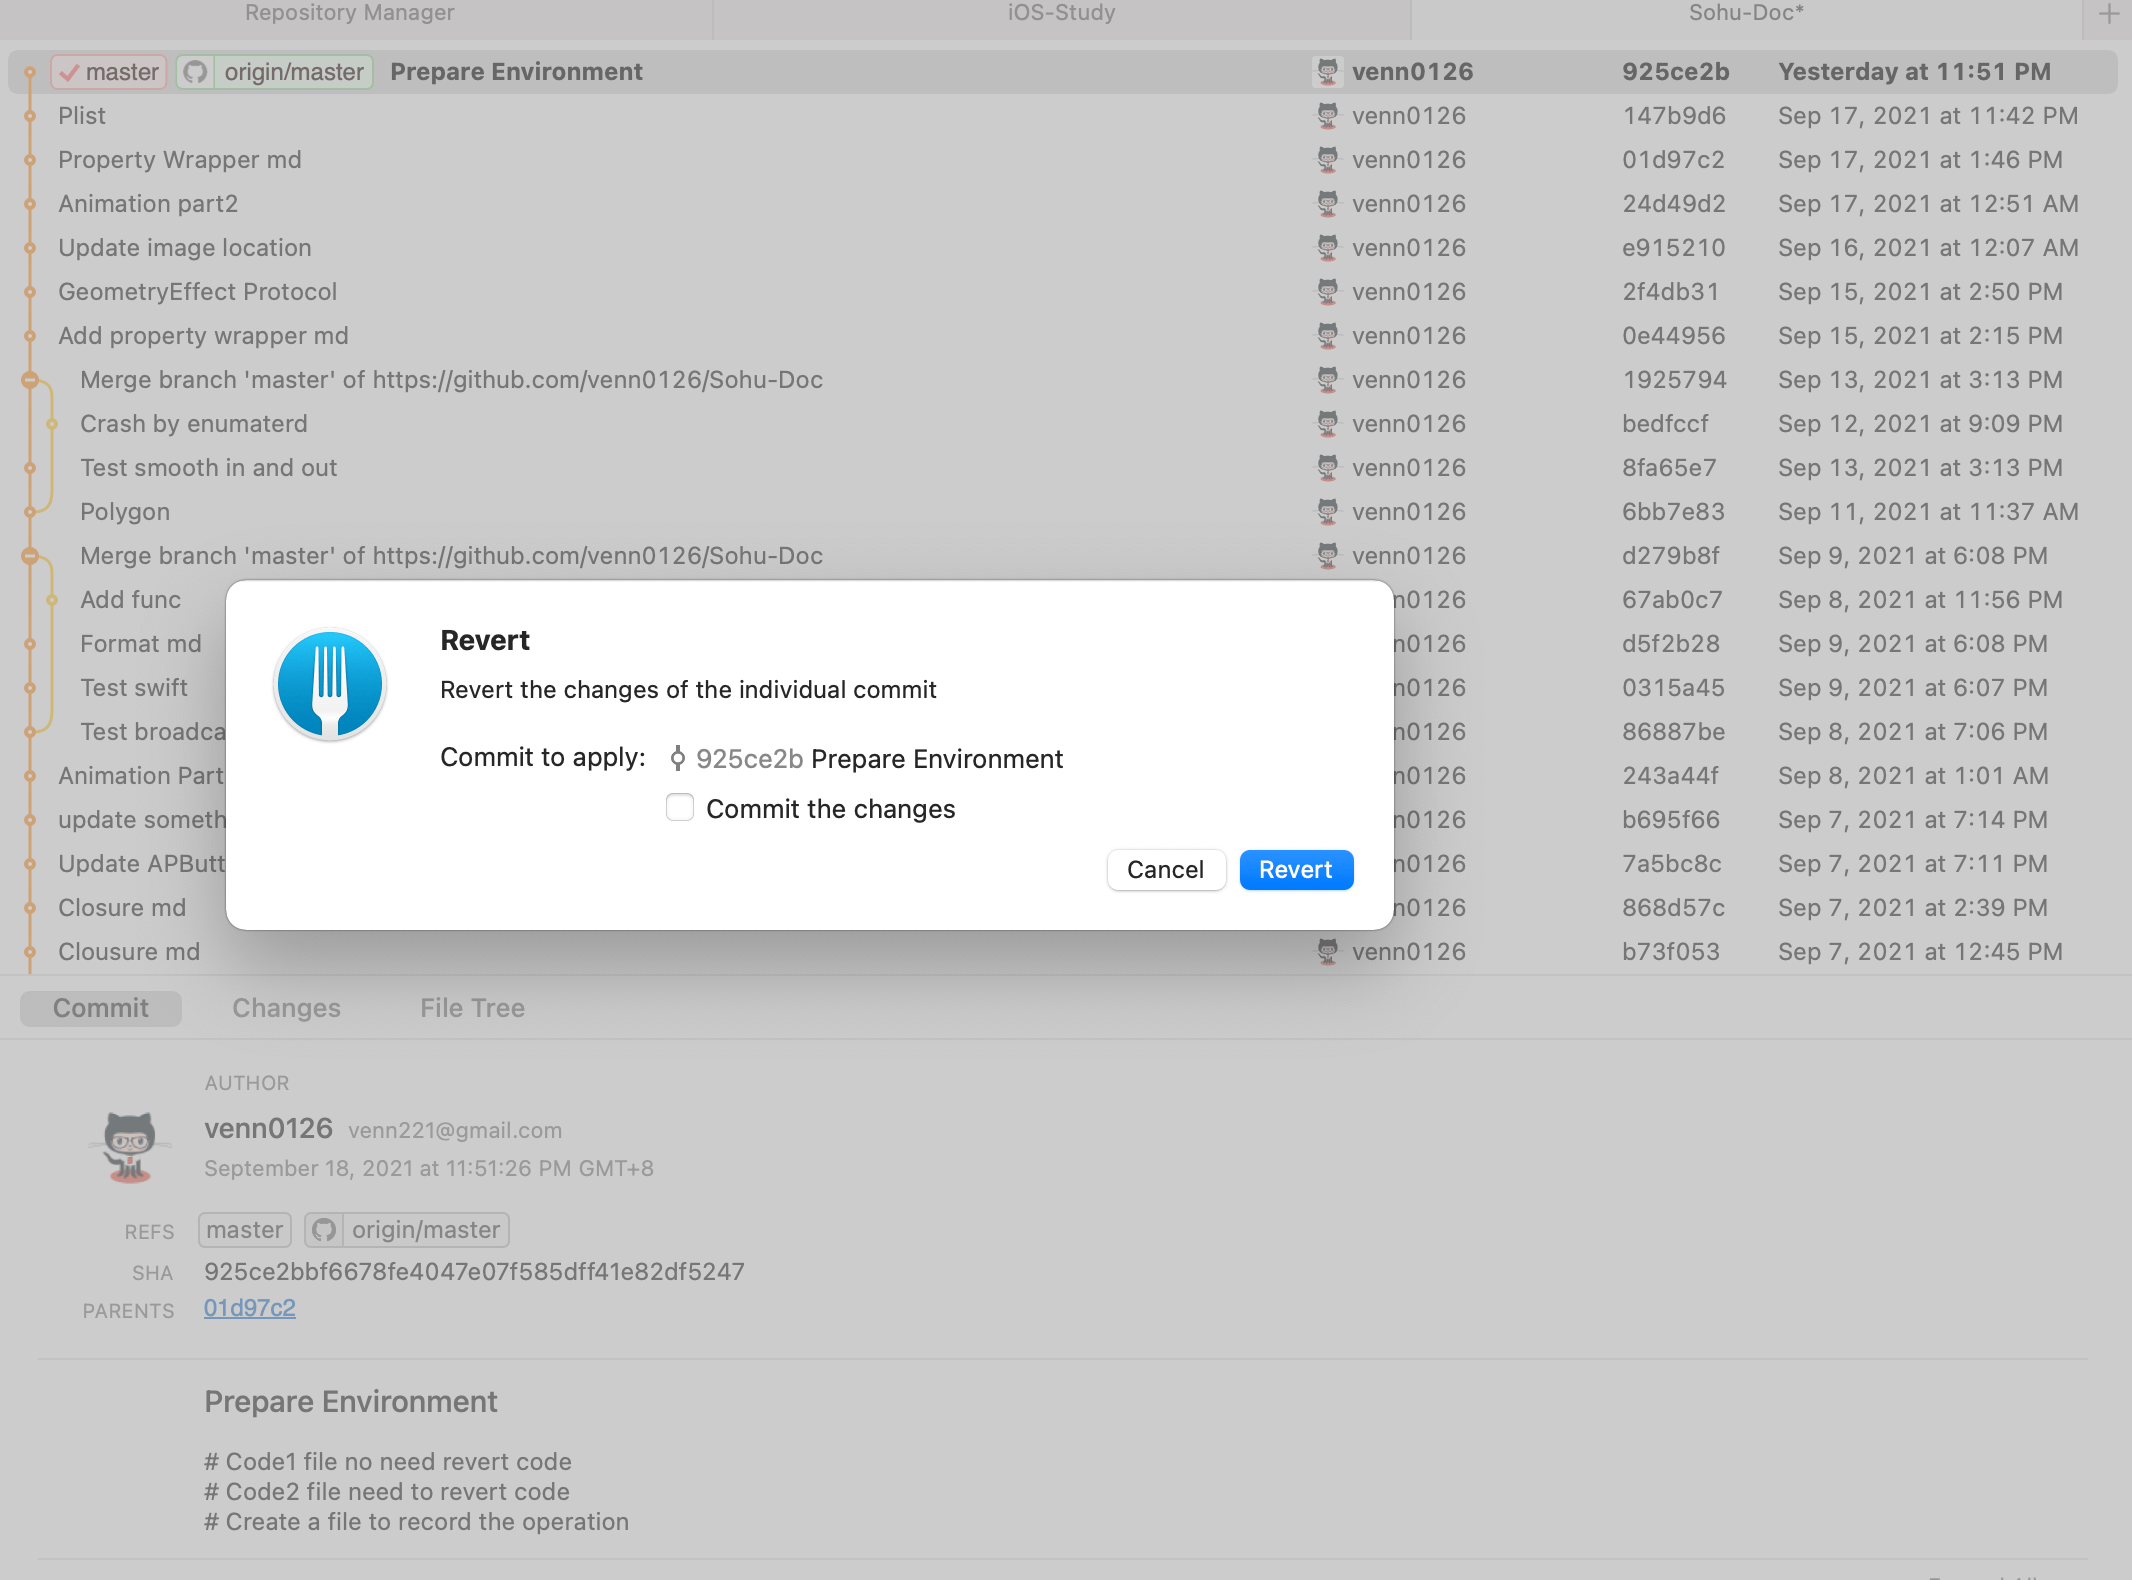 Repository Manager
iOS-Study
Sohu-Doc*
master origin/master Prepare Environment venn0126 925ce2b Yesterday at 11:51 PM
Plist venn0126 147b9d6 Sep 17, 2021 at 11:42 PM
Property Wrapper md venn0126 01d97c2 Sep 17, 2021 at 1:46 PM
Animation part2 venn0126 24d49d2 Sep 17, 2021 at 12:51 AM
Update image location venn0126 e915210 Sep 16, 2021 at 12:07 AM
GeometryEffect Protocol venn0126 2f4db31 Sep 15, 2021 at 2:50 PM
Add property wrapper md venn0126 0e44956 Sep 15, 2021 at 2:15 PM
Merge branch 'master' of https://github.com/venn0126/Sohu-Doc venn0126 1925794 Sep 13, 2021 at 3:13 PM
Crash by enumaterd venn0126 bedfccf Sep 12, 2021 at 9:09 PM
Test smooth in and out venn0126 8fa65e7 Sep 13, 2021 at 3:13 PM
Polygon venn0126 6bb7e83 Sep 11, 2021 at 11:37 AM
Merge branch 'master' of https://github.com/venn0126/Sohu-Doc venn0126 d279b8f Sep 9, 2021 at 6:08 PM
Add func n0126 67ab0c7 Sep 8, 2021 at 11:56 PM
Format md n0126 d5f2b28 Sep 9, 2021 at 6:08 PM
Test swift n0126 0315a45 Sep 9, 2021 at 6:07 PM
Test broadca n0126 86887be Sep 8, 2021 at 7:06 PM
Animation Part n0126 243a44f Sep 8, 2021 at 1:01 AM
update someth n0126 b695f66 Sep 7, 2021 at 7:14 PM
Update APButt n0126 7a5bc8c Sep 7, 2021 at 7:11 PM
Closure md n0126 868d57c Sep 7, 2021 at 2:39 PM
Clousure md venn0126 b73f053 Sep 7, 2021 at 12:45 PM
Revert
Revert the changes of the individual commit
Commit to apply: 925ce2b Prepare Environment
Commit the changes
Cancel Revert
Commit Changes File Tree
AUTHOR
venn0126 venn221@gmail.com
September 18, 2021 at 11:51:26 PM GMT+8
REFS master origin/master
SHA 925ce2bbf6678fe4047e07f585dff41e82df5247
PARENTS 01d97c2
Prepare Environment
# Code1 file no need revert code
# Code2 file need to revert code
# Create a file to record the operation